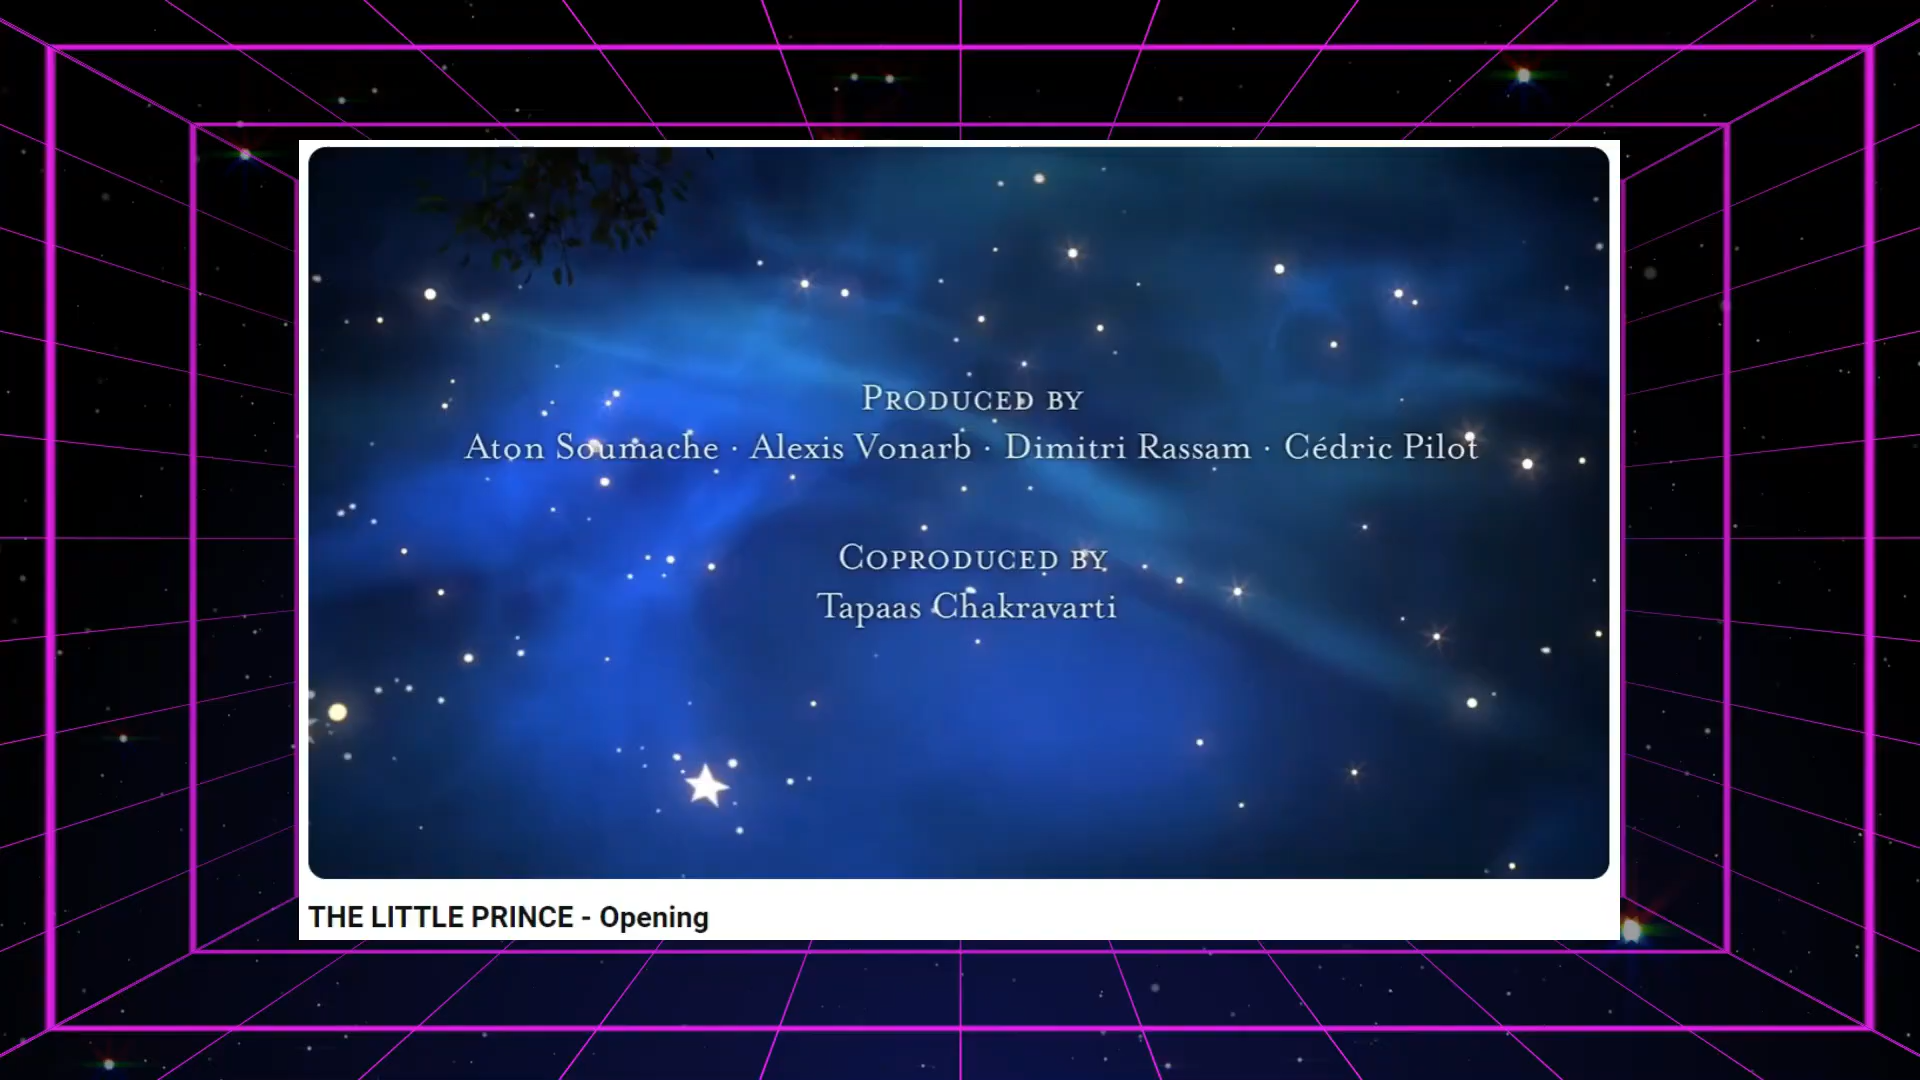 PRODUCED BY
Aton Soumache · Alexis Vonarb · Dimitri Rassam · Cédric Pilot
COPRODUCED BY
Tapaas Chakravarti
THE LITTLE PRINCE - Opening